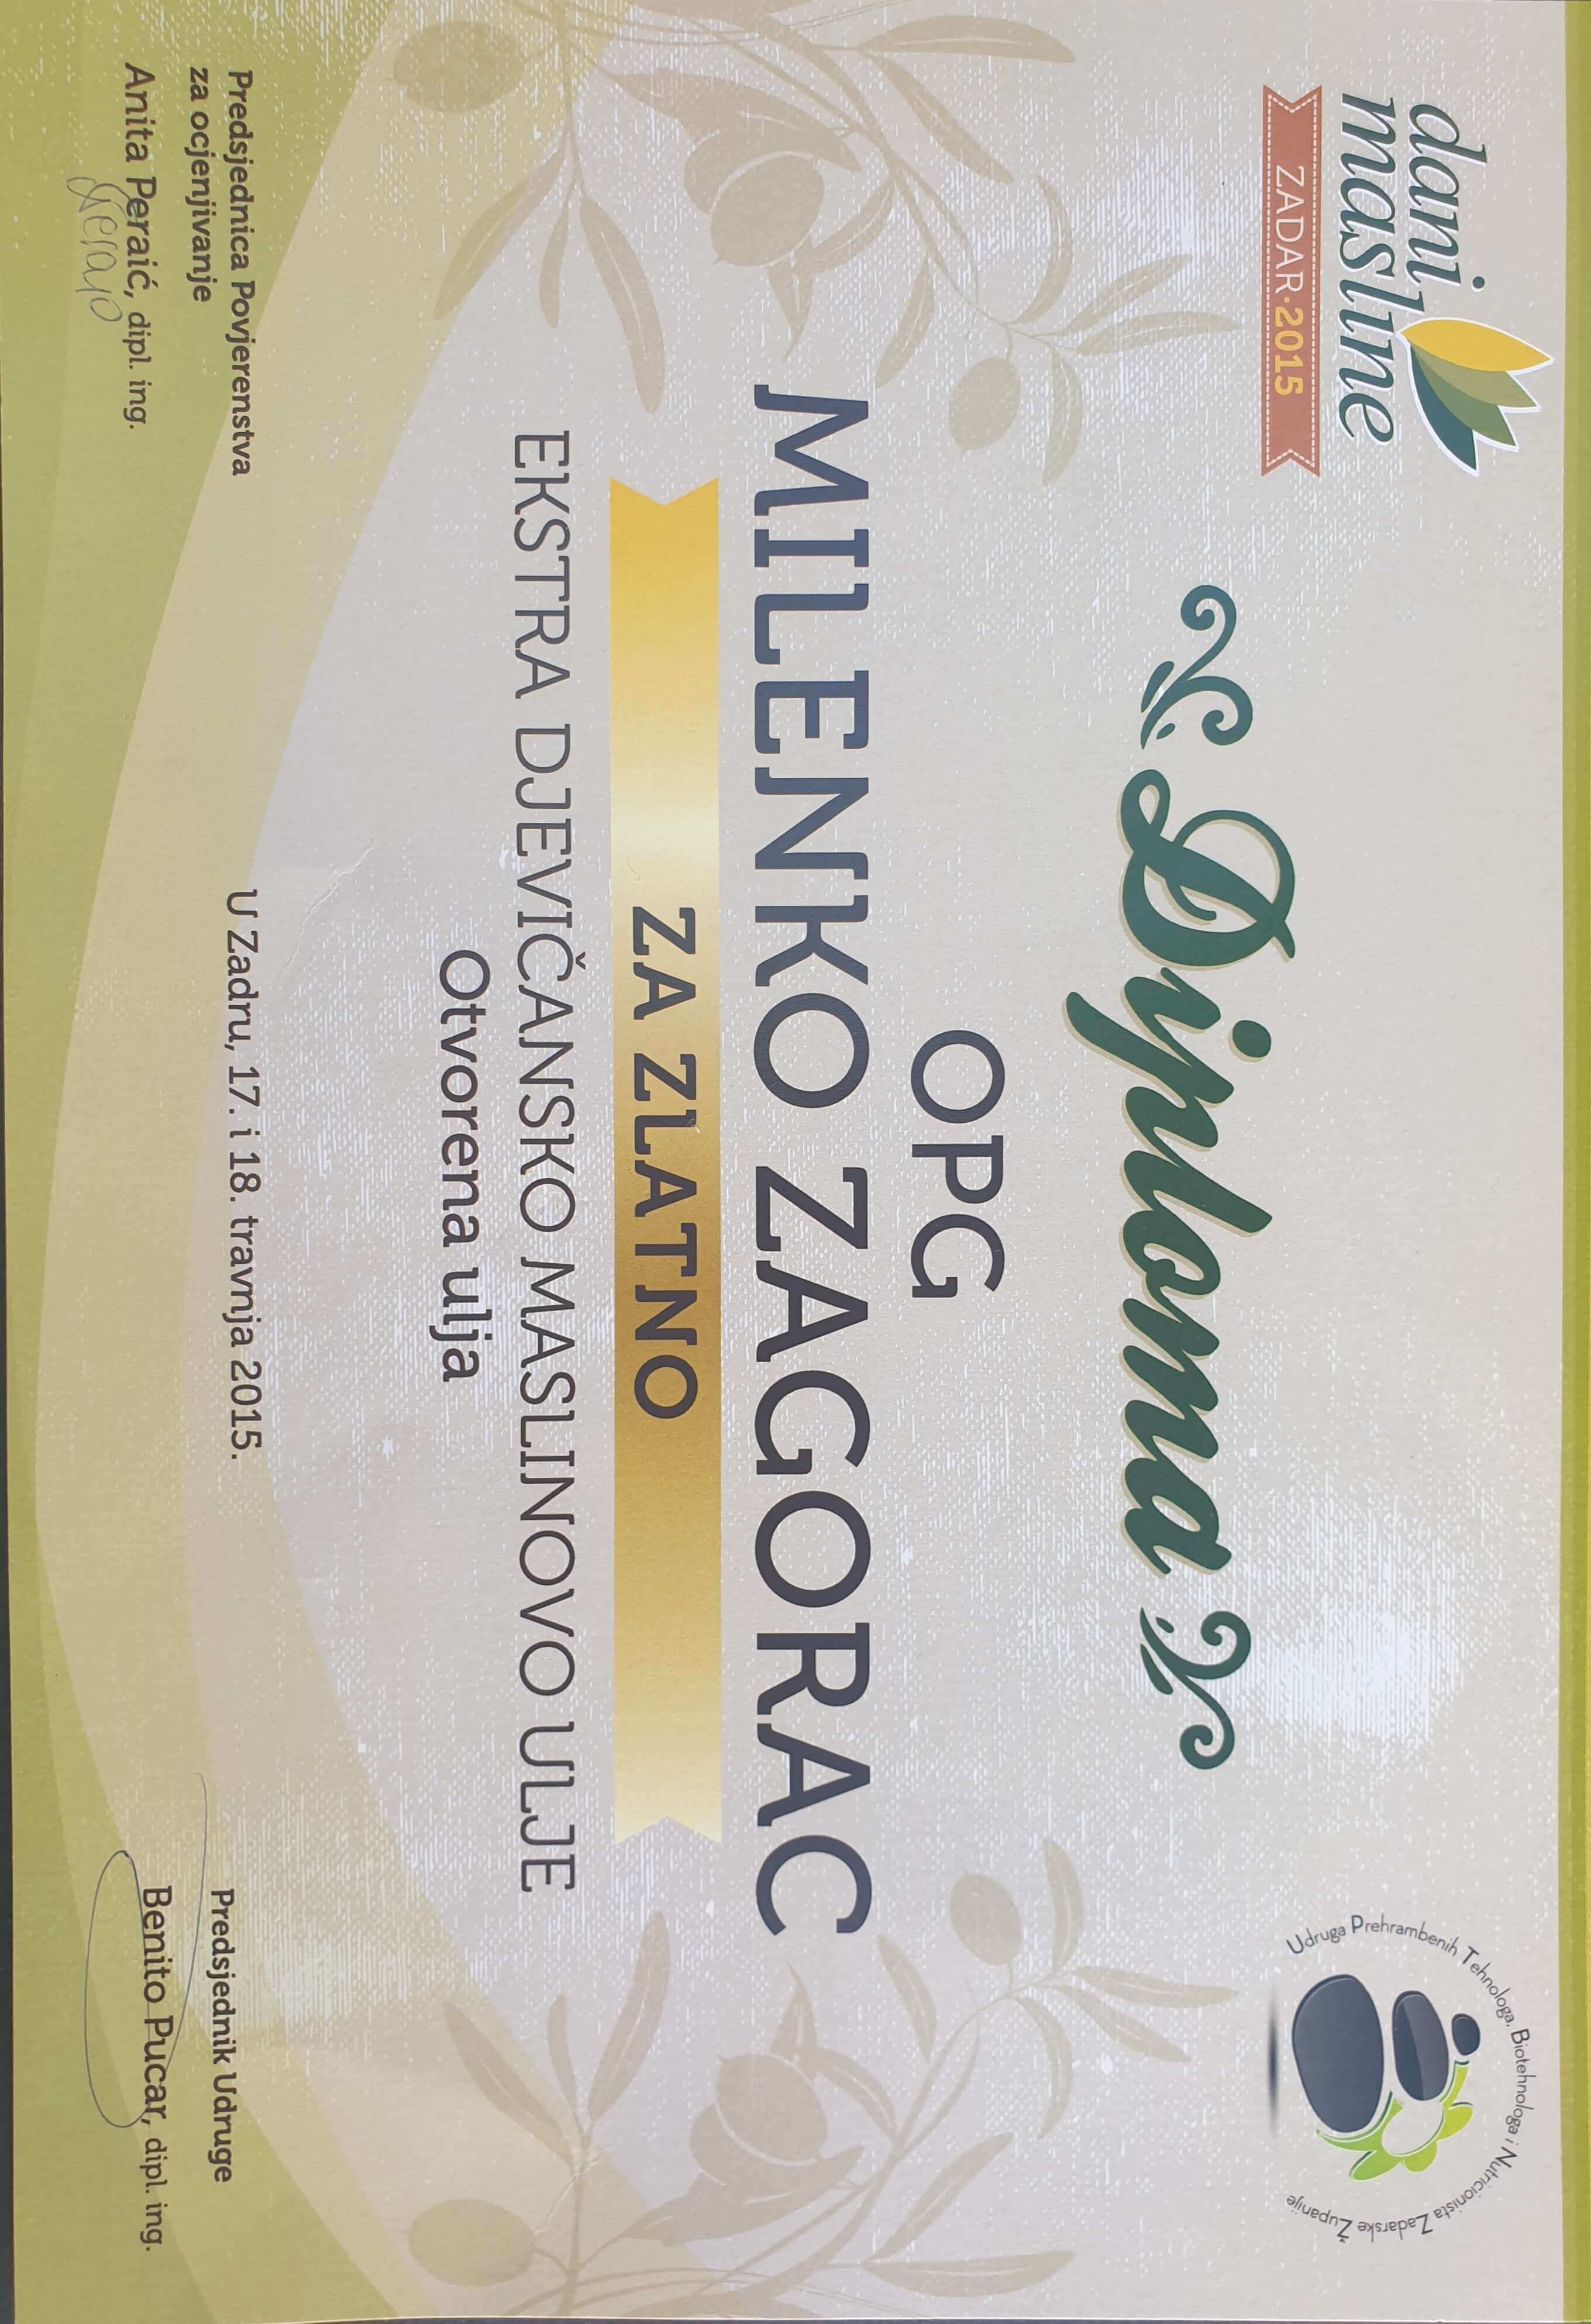 dani
masline
ZADAR·2015
Udruga Prehrambenih Tehnologa, Biotehnologa i Nutricionista Zadarske Županije
Diploma
OPG
MILENKO ZAGORAC
ZA ZLATNO
EKSTRA DJEVIČANSKO MASLINOVO ULJE
Otvorena ulja
Predsjednica Povjerenstva
za ocjenjivanje
Anita Peraić, dipl. ing.
U Zadru, 17. i 18. travnja 2015.
Predsjednik Udruge
Benito Pucar, dipl. ing.